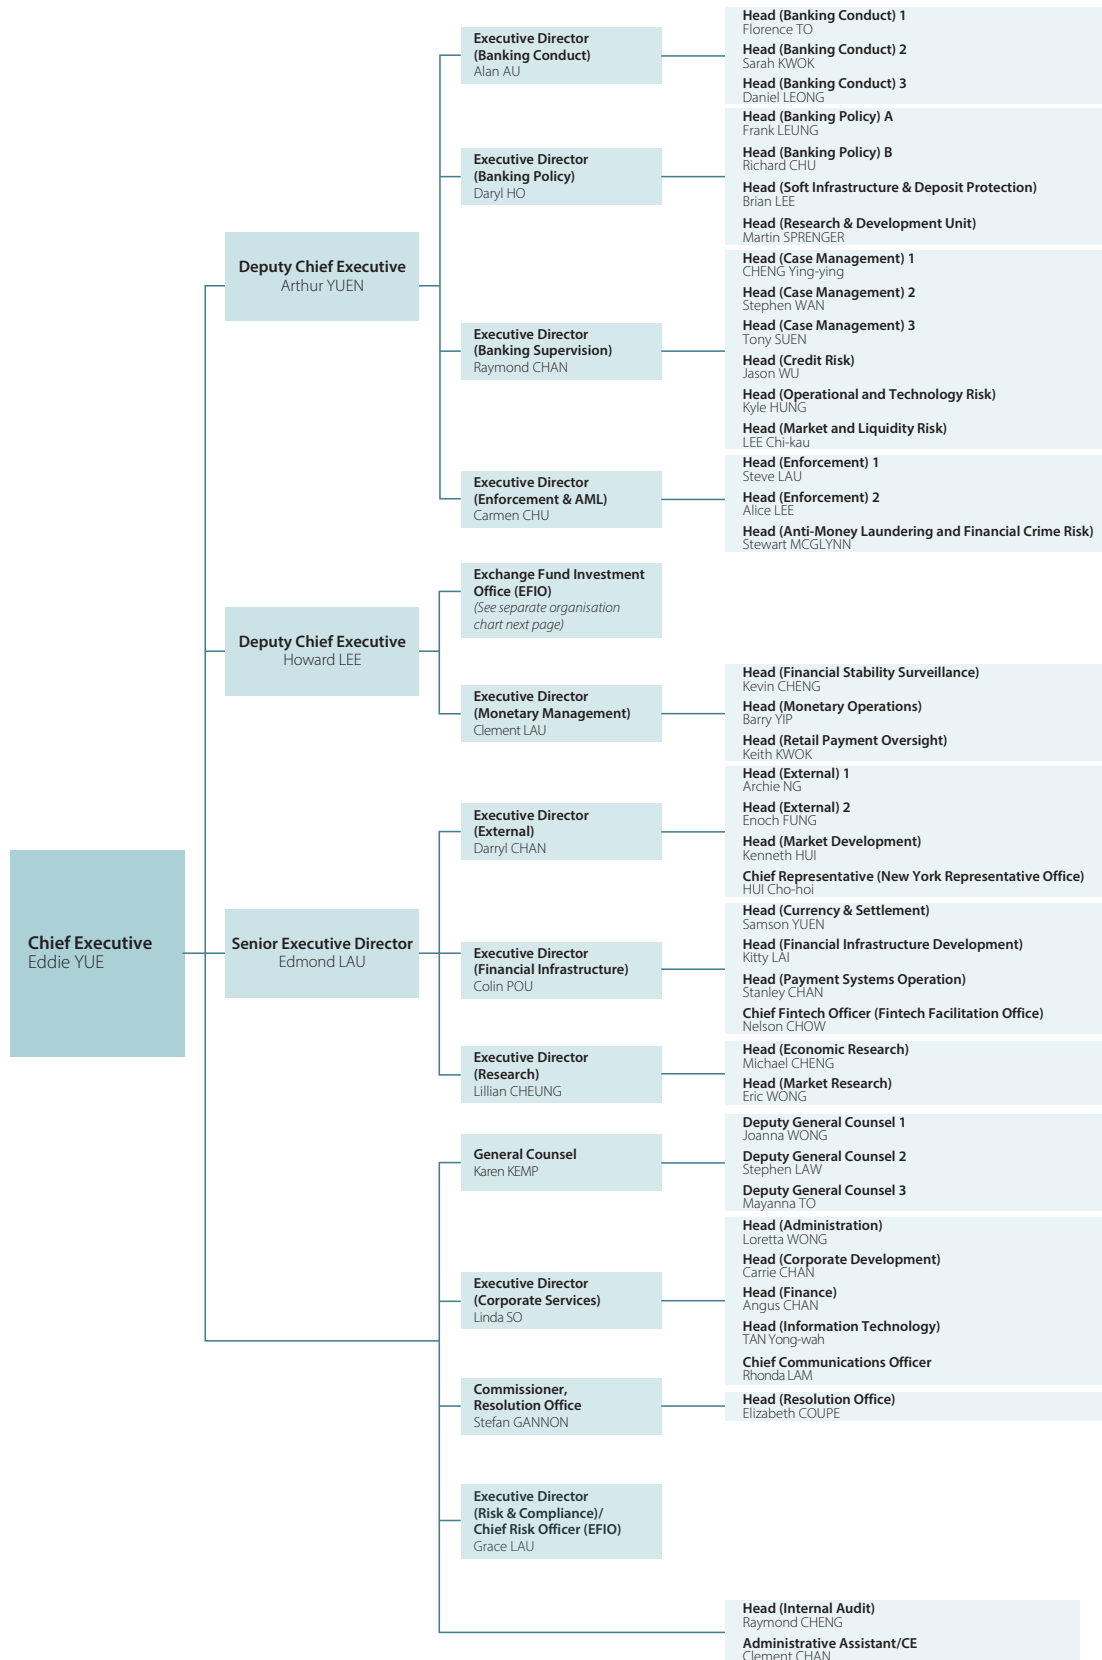 Chief Executive
Eddie YUE
Deputy Chief Executive
Arthur YUEN
Executive Director
(Banking Conduct)
Alan AU
Head (Banking Conduct) 1
Florence TO
Head (Banking Conduct) 2
Sarah KWOK
Head (Banking Conduct) 3
Daniel LEONG
Executive Director
(Banking Policy)
Daryl HO
Head (Banking Policy) A
Frank LEUNG
Head (Banking Policy) B
Richard CHU
Head (Soft Infrastructure & Deposit Protection)
Brian LEE
Head (Research & Development Unit)
Martin SPRENGER
Executive Director
(Banking Supervision)
Raymond CHAN
Head (Case Management) 1
CHENG Ying-ying
Head (Case Management) 2
Stephen WAN
Head (Case Management) 3
Tony SUEN
Head (Credit Risk)
Jason WU
Head (Operational and Technology Risk)
Kyle HUNG
Head (Market and Liquidity Risk)
LEE Chi-kau
Executive Director
(Enforcement & AML)
Carmen CHU
Head (Enforcement) 1
Steve LAU
Head (Enforcement) 2
Alice LEE
Head (Anti-Money Laundering and Financial Crime Risk)
Stewart MCGLYNN
Deputy Chief Executive
Howard LEE
Exchange Fund Investment
Office (EFIO)
(See separate organisation
chart next page)
Executive Director
(Monetary Management)
Clement LAU
Head (Financial Stability Surveillance)
Kevin CHENG
Head (Monetary Operations)
Barry YIP
Head (Retail Payment Oversight)
Keith KWOK
Senior Executive Director
Edmond LAU
Executive Director
(External)
Darryl CHAN
Head (External) 1
Archie NG
Head (External) 2
Enoch FUNG
Head (Market Development)
Kenneth HUI
Chief Representative (New York Representative Office)
HUI Cho-hoi
Executive Director
(Financial Infrastructure)
Colin POU
Head (Currency & Settlement)
Samson YUEN
Head (Financial Infrastructure Development)
Kitty LAI
Head (Payment Systems Operation)
Stanley CHAN
Chief Fintech Officer (Fintech Facilitation Office)
Nelson CHOW
Executive Director
(Research)
Lillian CHEUNG
Head (Economic Research)
Michael CHENG
Head (Market Research)
Eric WONG
General Counsel
Karen KEMP
Deputy General Counsel 1
Joanna WONG
Deputy General Counsel 2
Stephen LAW
Deputy General Counsel 3
Mayanna TO
Executive Director
(Corporate Services)
Linda SO
Head (Administration)
Loretta WONG
Head (Corporate Development)
Carrie CHAN
Head (Finance)
Angus CHAN
Head (Information Technology)
TAN Yong-wah
Chief Communications Officer
Rhonda LAM
Commissioner,
Resolution Office
Stefan GANNON
Head (Resolution Office)
Elizabeth COUPE
Executive Director
(Risk & Compliance)/
Chief Risk Officer (EFIO)
Grace LAU
Head (Internal Audit)
Raymond CHENG
Administrative Assistant/CE
Clement CHAN